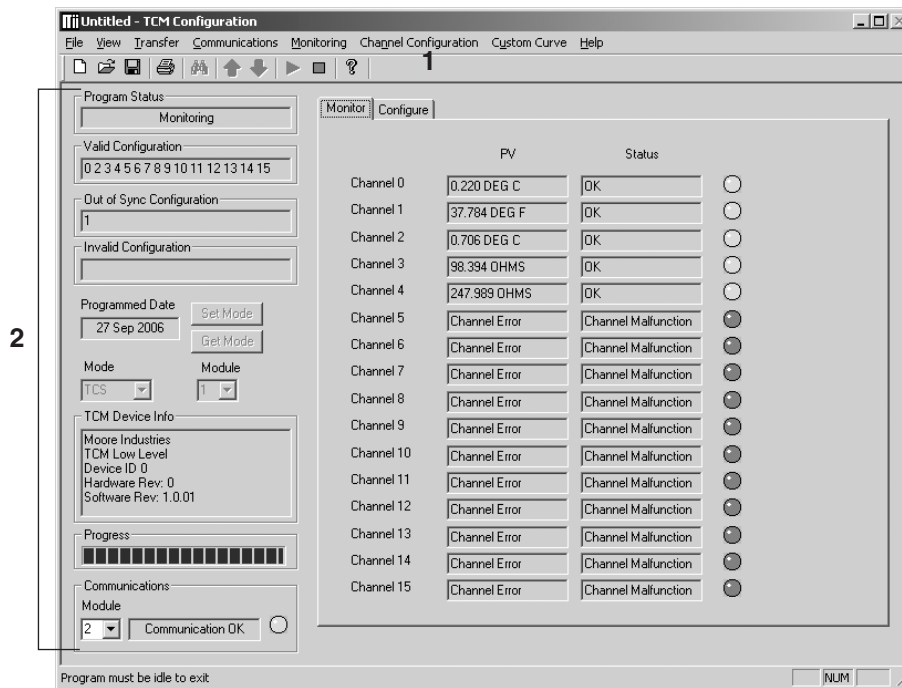 Untitled - TCM Configuration
File View Transfer Communications Monitoring Channel Configuration Custom Curve Help
1
2
Program Status
Monitoring
Valid Configuration
0 2 3 4 5 6 7 8 9 10 11 12 13 14 15
Out of Sync Configuration
1
Invalid Configuration
Programmed Date
27 Sep 2006
Set Mode
Get Mode
Mode Module
TCS 1
TCM Device Info
Moore Industries
TCM Low Level
Device ID 0
Hardware Rev: 0
Software Rev: 1.0.01
Progress
Communications
Module
2 Communication OK
Monitor Configure
PV Status
Channel 0 0.220 DEG C OK
Channel 1 37.784 DEG F OK
Channel 2 0.706 DEG C OK
Channel 3 98.394 OHMS OK
Channel 4 247.989 OHMS OK
Channel 5 Channel Error Channel Malfunction
Channel 6 Channel Error Channel Malfunction
Channel 7 Channel Error Channel Malfunction
Channel 8 Channel Error Channel Malfunction
Channel 9 Channel Error Channel Malfunction
Channel 10 Channel Error Channel Malfunction
Channel 11 Channel Error Channel Malfunction
Channel 12 Channel Error Channel Malfunction
Channel 13 Channel Error Channel Malfunction
Channel 14 Channel Error Channel Malfunction
Channel 15 Channel Error Channel Malfunction
Program must be idle to exit NUM